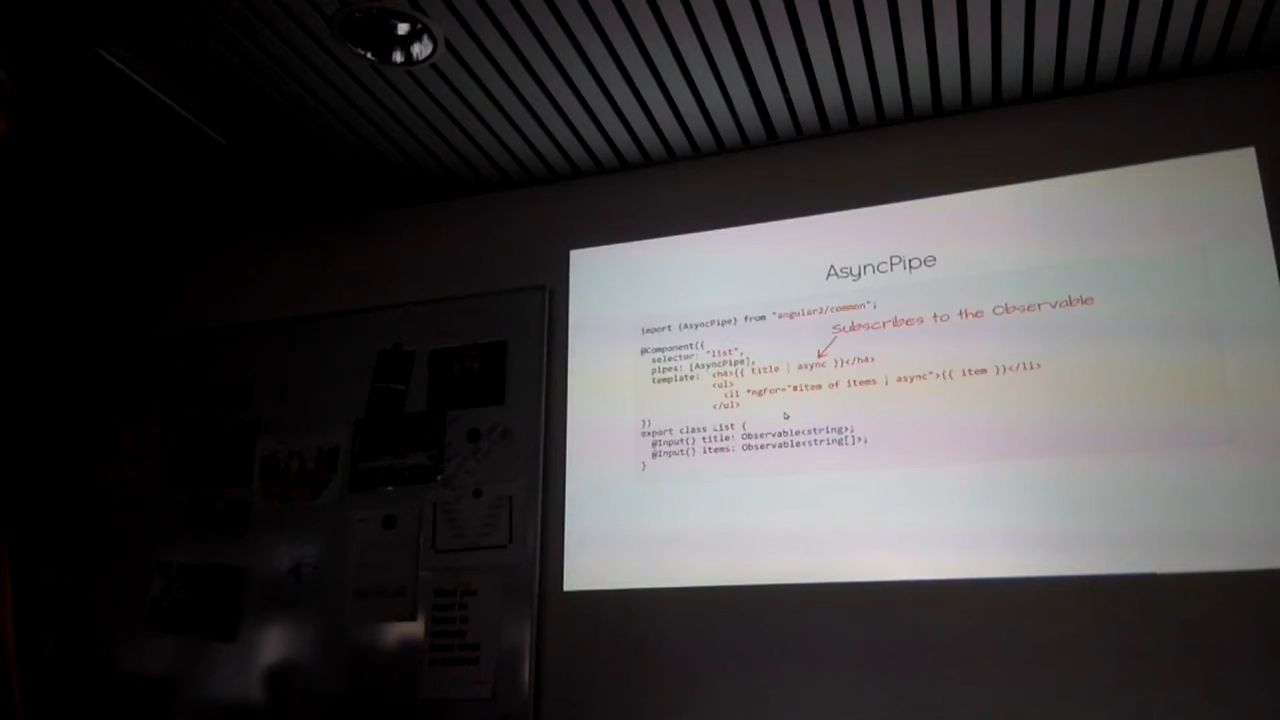 AsyncPipe
import {AsyncPipe} from "angular2/common";
Subscribes to the Observable
@Component({
selector: "list",
pipes: [AsyncPipe],
template: `<h4>{{ title | async }}</h4>
<ul>
<li *ngFor="#item of items | async">{{ item }}</li>
</ul>
})
export class List {
@Input() title: Observable<string>;
@Input() items: Observable<string[]>;
}